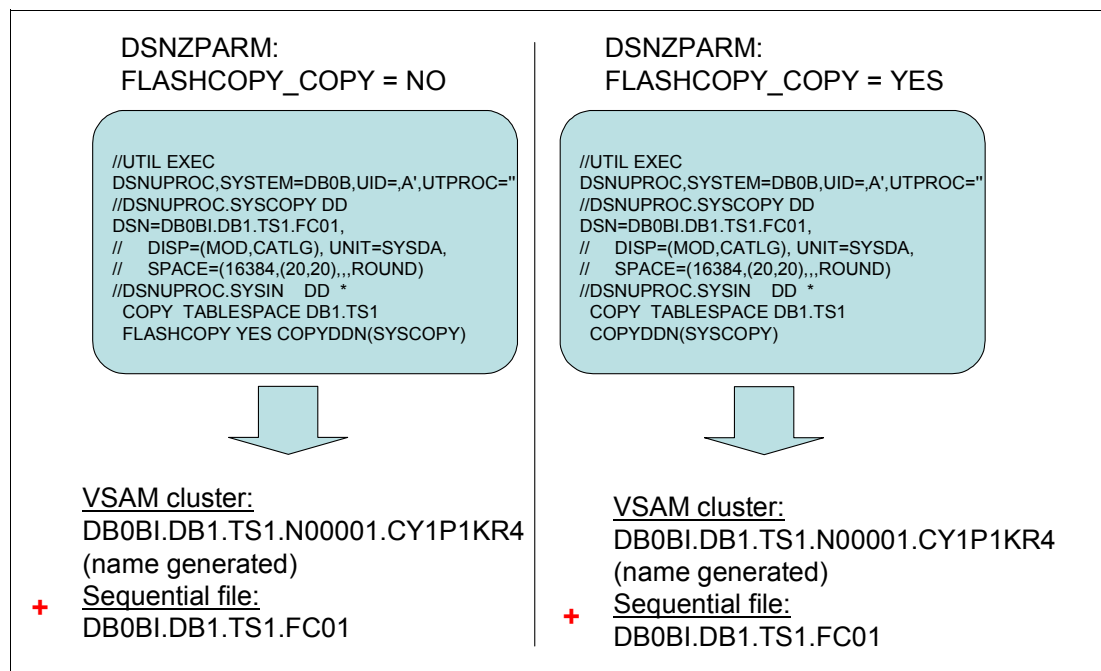 DSNZPARM:
FLASHCOPY_COPY = NO
//UTIL EXEC
DSNUPROC,SYSTEM=DB0B,UID=,A',UTPROC=''
//DSNUPROC.SYSCOPY DD
DSN=DB0BI.DB1.TS1.FC01,
// DISP=(MOD,CATLG), UNIT=SYSDA,
// SPACE=(16384,(20,20),,,ROUND)
//DSNUPROC.SYSIN DD *
COPY TABLESPACE DB1.TS1
FLASHCOPY YES COPYDDN(SYSCOPY)
VSAM cluster:
DB0BI.DB1.TS1.N00001.CY1P1KR4
(name generated)
+ Sequential file:
DB0BI.DB1.TS1.FC01
DSNZPARM:
FLASHCOPY_COPY = YES
//UTIL EXEC
DSNUPROC,SYSTEM=DB0B,UID=,A',UTPROC=''
//DSNUPROC.SYSCOPY DD
DSN=DB0BI.DB1.TS1.FC01,
// DISP=(MOD,CATLG), UNIT=SYSDA,
// SPACE=(16384,(20,20),,,ROUND)
//DSNUPROC.SYSIN DD *
COPY TABLESPACE DB1.TS1
COPYDDN(SYSCOPY)
VSAM cluster:
DB0BI.DB1.TS1.N00001.CY1P1KR4
(name generated)
+ Sequential file:
DB0BI.DB1.TS1.FC01